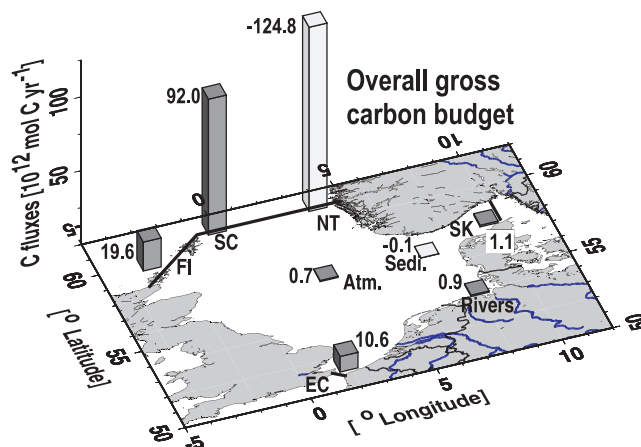 -124.8
Overall gross
carbon budget
92.0
C fluxes [10¹² mol C yr⁻¹]
100
50
0
5
10
60
55
50
19.6
FI
SC
NT
SK
1.1
-0.1
Sedi.
0.7
Atm.
0.9
Rivers
10.6
EC
5
60
55
50
5
0
5
10
[ ° Latitude]
[ ° Longitude]